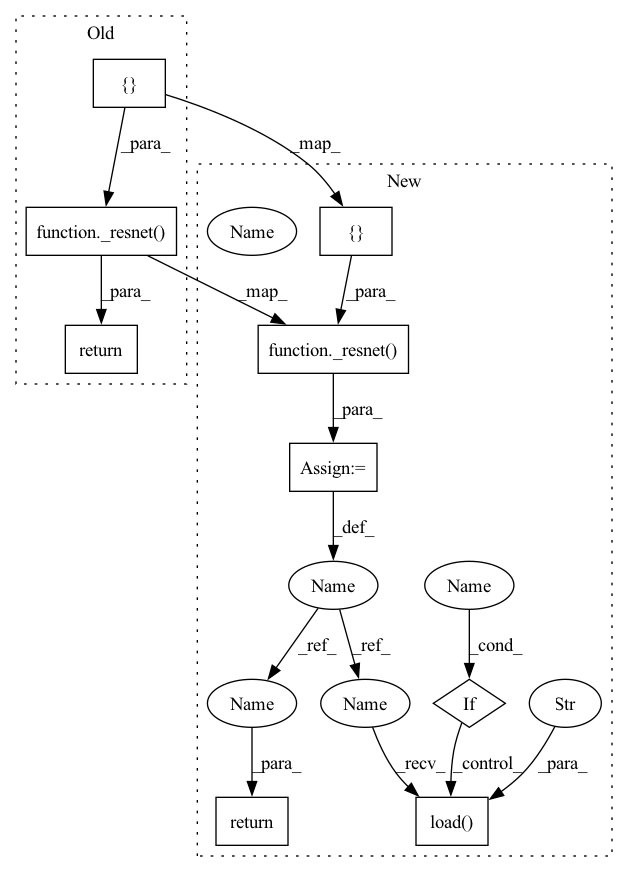 Old
{}
_para_
_map_
New
function._resnet()
Name
{}
_para_
_map_
_para_
return
function._resnet()
_para_
Assign:=
_def_
Name
Name
_ref_
_ref_
_cond_
Name
Name
If
Str
_para_
_recv_
_control_
_para_
return
load()